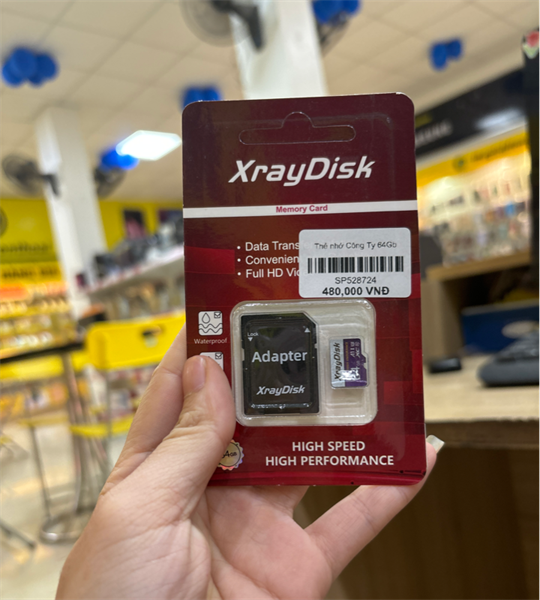 XrayDisk
Memory Card
• Data Trans
• Convenien
• Full HD Vi
Thẻ nhớ Công Ty 64Gb
SP528724
480,000 VNĐ
Waterproof
Lock
Adapter
XrayDisk
XrayDisk
HIGH SPEED
HIGH PERFORMANCE